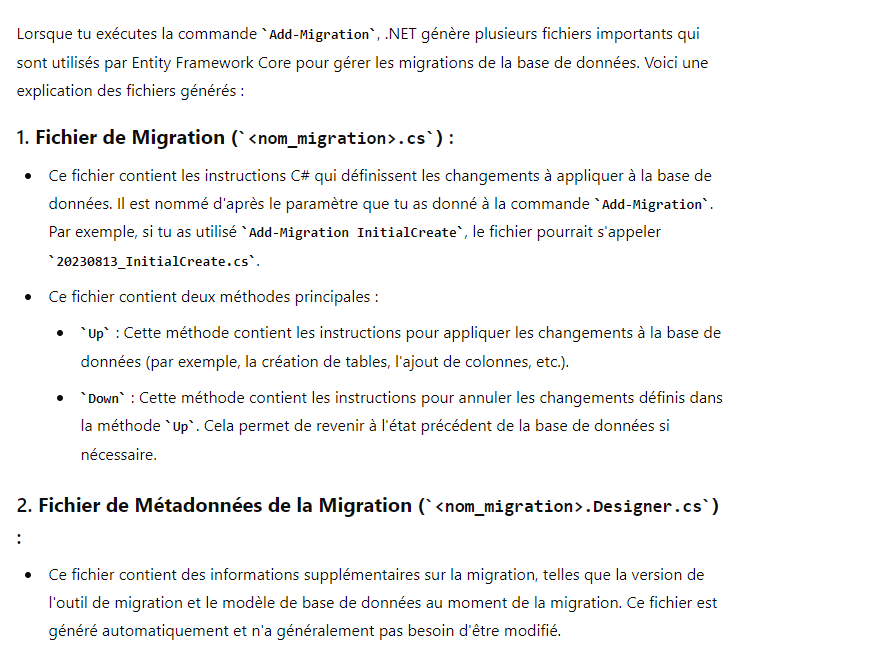 Lorsque tu exécutes la commande `Add-Migration`, .NET génère plusieurs fichiers importants qui
sont utilisés par Entity Framework Core pour gérer les migrations de la base de données. Voici une
explication des fichiers générés :
1. Fichier de Migration (`<nom_migration>.cs`) :
• Ce fichier contient les instructions C# qui définissent les changements à appliquer à la base de
données. Il est nommé d'après le paramètre que tu as donné à la commande `Add-Migration`.
Par exemple, si tu as utilisé `Add-Migration InitialCreate`, le fichier pourrait s'appeler
`20230813_InitialCreate.cs`.
• Ce fichier contient deux méthodes principales :
• `Up` : Cette méthode contient les instructions pour appliquer les changements à la base de
données (par exemple, la création de tables, l'ajout de colonnes, etc.).
• `Down` : Cette méthode contient les instructions pour annuler les changements définis dans
la méthode `Up`. Cela permet de revenir à l'état précédent de la base de données si
nécessaire.
2. Fichier de Métadonnées de la Migration (`<nom_migration>.Designer.cs`)
:
• Ce fichier contient des informations supplémentaires sur la migration, telles que la version de
l'outil de migration et le modèle de base de données au moment de la migration. Ce fichier est
généré automatiquement et n'a généralement pas besoin d'être modifié.